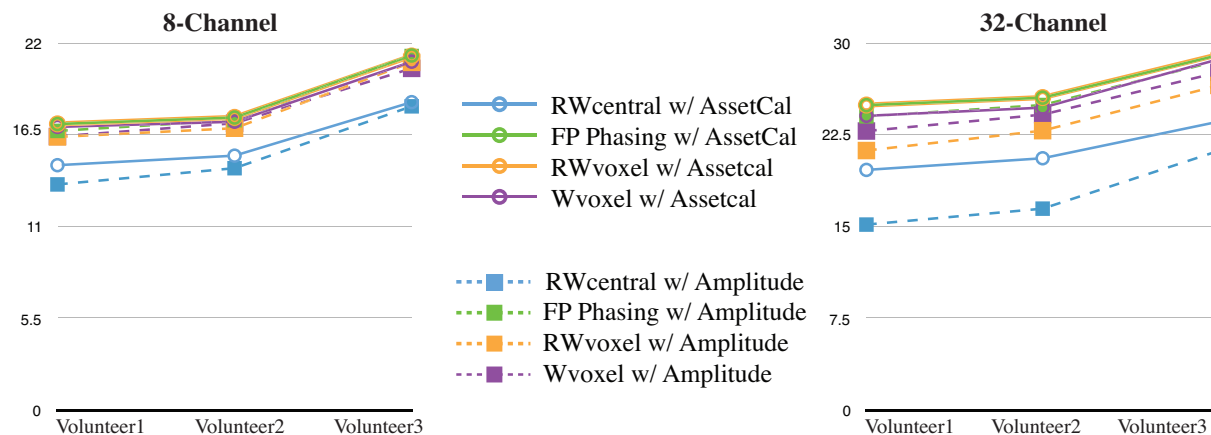 8-Channel
22
16.5
11
5.5
0
Volunteer1 Volunteer2 Volunteer3
RWcentral w/ AssetCal
FP Phasing w/ AssetCal
RWvoxel w/ Assetcal
Wvoxel w/ Assetcal
RWcentral w/ Amplitude
FP Phasing w/ Amplitude
RWvoxel w/ Amplitude
Wvoxel w/ Amplitude
32-Channel
30
22.5
15
7.5
0
Volunteer1 Volunteer2 Volunteer3